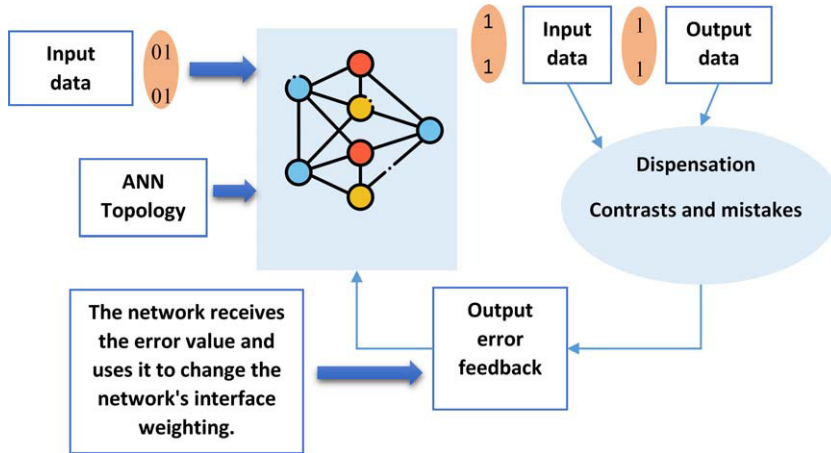 Input
data
01
01
1
1
Input
data
1
1
Output
data
ANN
Topology
Dispensation
Contrasts and mistakes
The network receives
the error value and
uses it to change the
network's interface
weighting.
Output
error
feedback